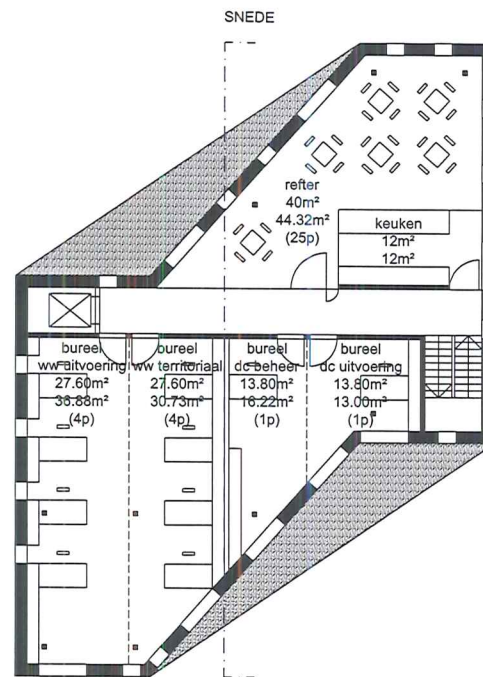 SNEDE
refter
40m²
44.32m²
(25p)
keuken
12m²
12m²
bureel
ww uitvoering
27.60m²
36.88m²
(4p)
bureel
ww territoriaal
27.60m²
30.73m²
(4p)
bureel
dc beheer
13.80m²
16.22m²
(1p)
bureel
dc uitvoering
13.80m²
13.00m²
(1p)